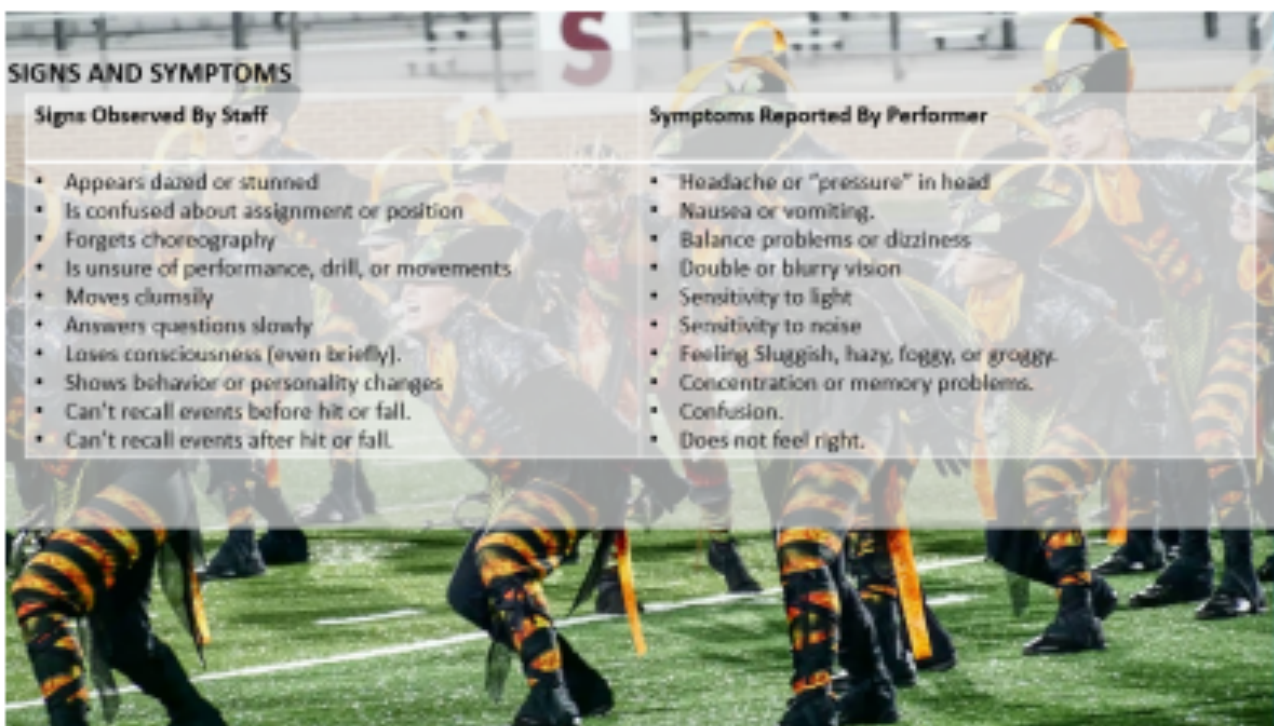 S
SIGNS AND SYMPTOMS
Signs Observed By Staff
Symptoms Reported By Performer
• Appears dazed or stunned
• Is confused about assignment or position
• Forgets choreography
• Is unsure of performance, drill, or movements
• Moves clumsily
• Answers questions slowly
• Loses consciousness (even briefly).
• Shows behavior or personality changes
• Can't recall events before hit or fall.
• Can't recall events after hit or fall.
• Headache or "pressure" in head
• Nausea or vomiting.
• Balance problems or dizziness
• Double or blurry vision
• Sensitivity to light
• Sensitivity to noise
• Feeling Sluggish, hazy, foggy, or groggy.
• Concentration or memory problems.
• Confusion.
• Does not feel right.